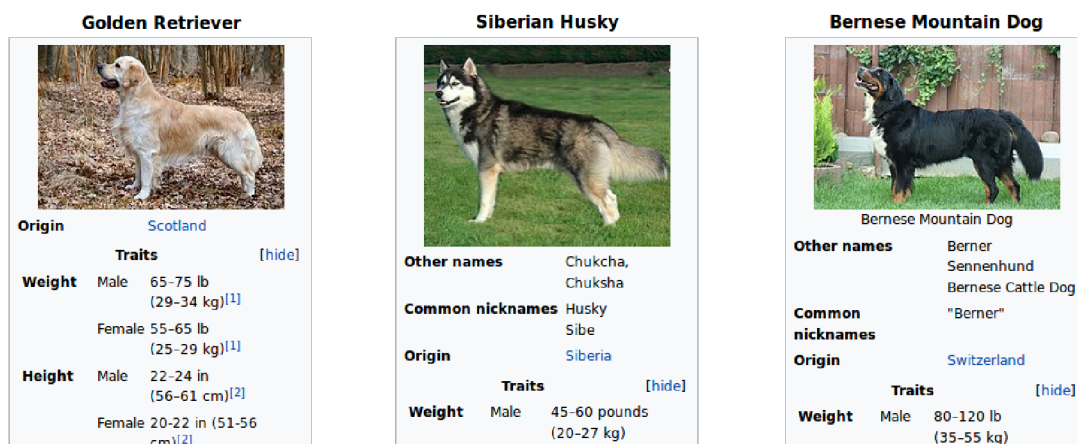 Golden Retriever
Origin Scotland
Traits [hide]
Weight Male 65–75 lb
(29–34 kg)[1]
Female 55–65 lb
(25–29 kg)[1]
Height Male 22–24 in
(56–61 cm)[2]
Female 20-22 in (51-56
cm)[2]
Siberian Husky
Other names Chukcha,
Chuksha
Common nicknames Husky
Sibe
Origin Siberia
Traits [hide]
Weight Male 45–60 pounds
(20–27 kg)
Bernese Mountain Dog
Bernese Mountain Dog
Other names Berner
Sennenhund
Bernese Cattle Dog
Common "Berner"
nicknames
Origin Switzerland
Traits [hide]
Weight Male 80–120 lb
(35–55 kg)